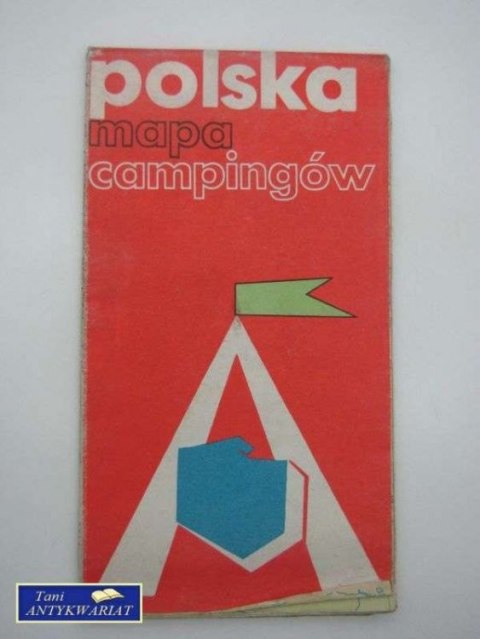 polska
mapa
campingów
Tani
ANTYKWARIAT